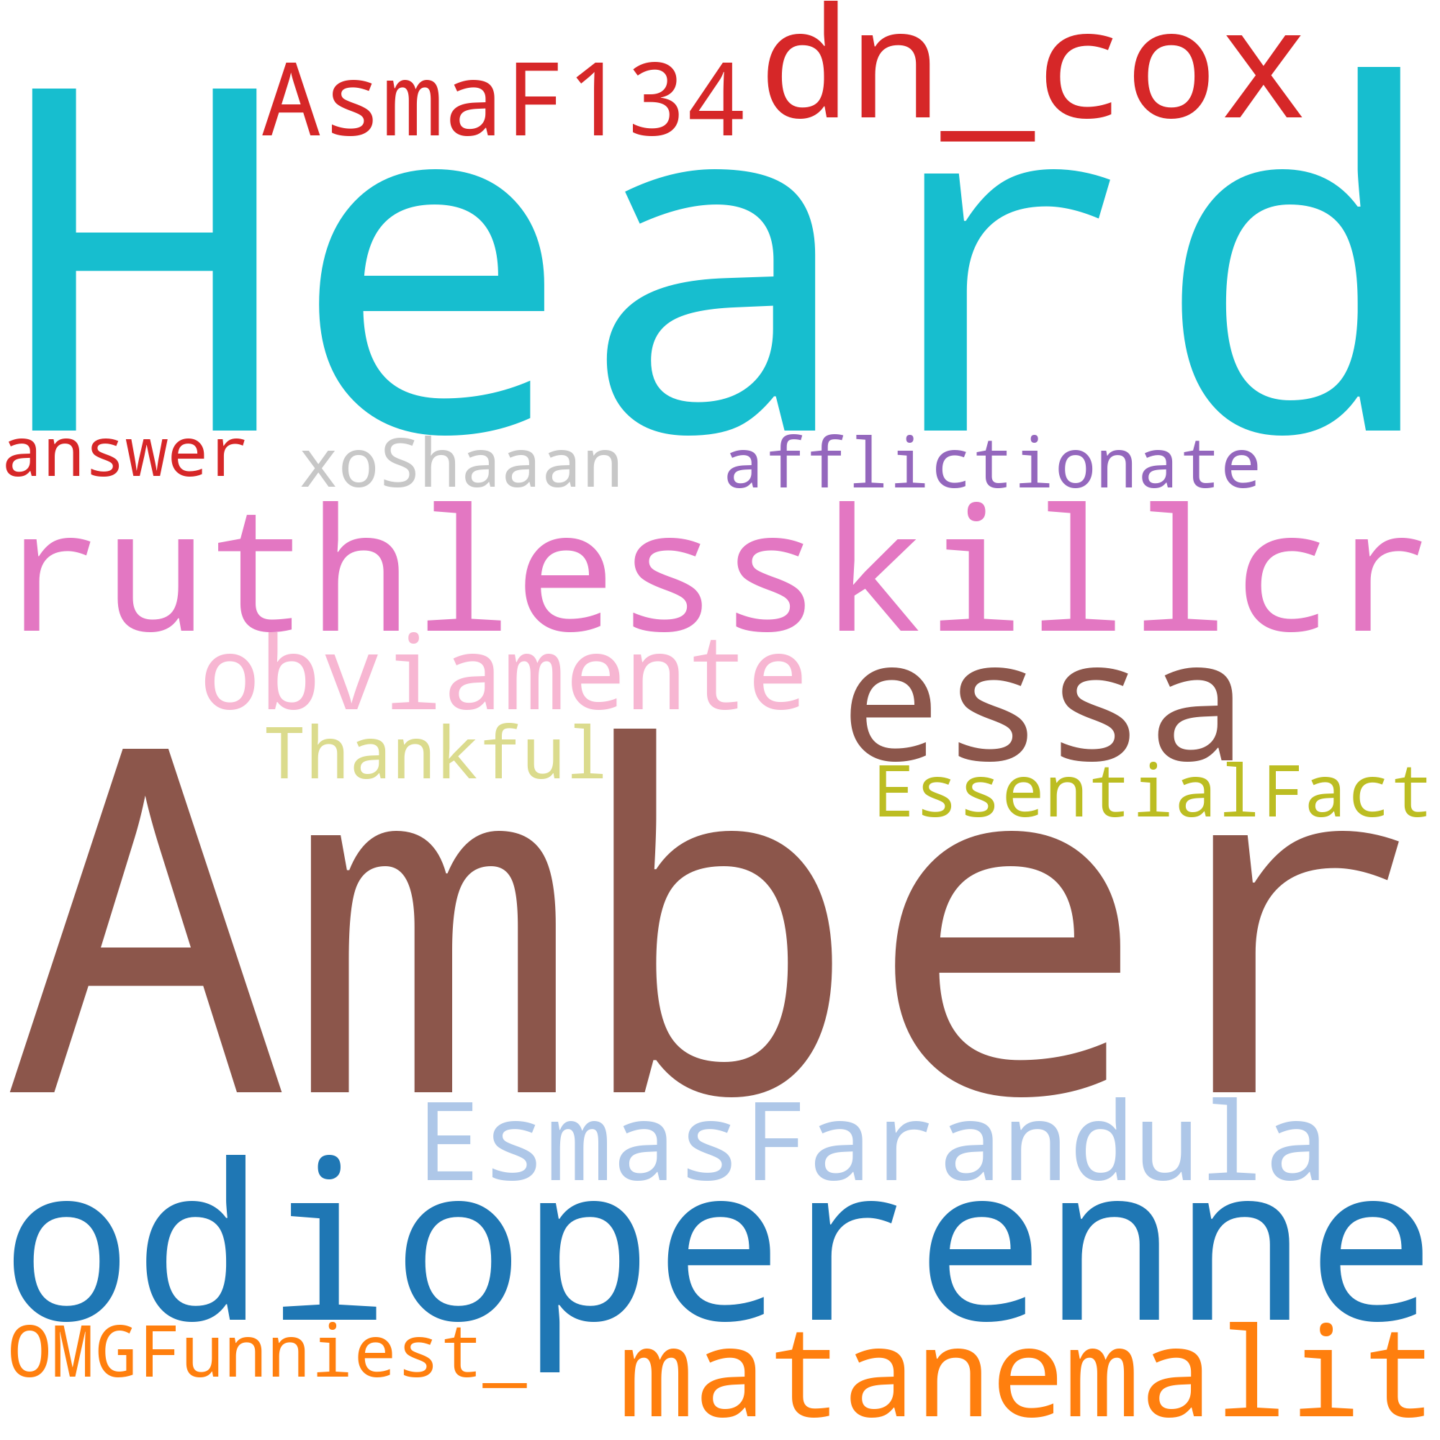 AsmaF134 dn_cox
Heard
answer xoShaaan afflictionate
ruthlesskillcr
obviamente essa
Thankful EssentialFact
Amber
EsmasFarandula
odioperenne
OMGFunniest_ matanemalit